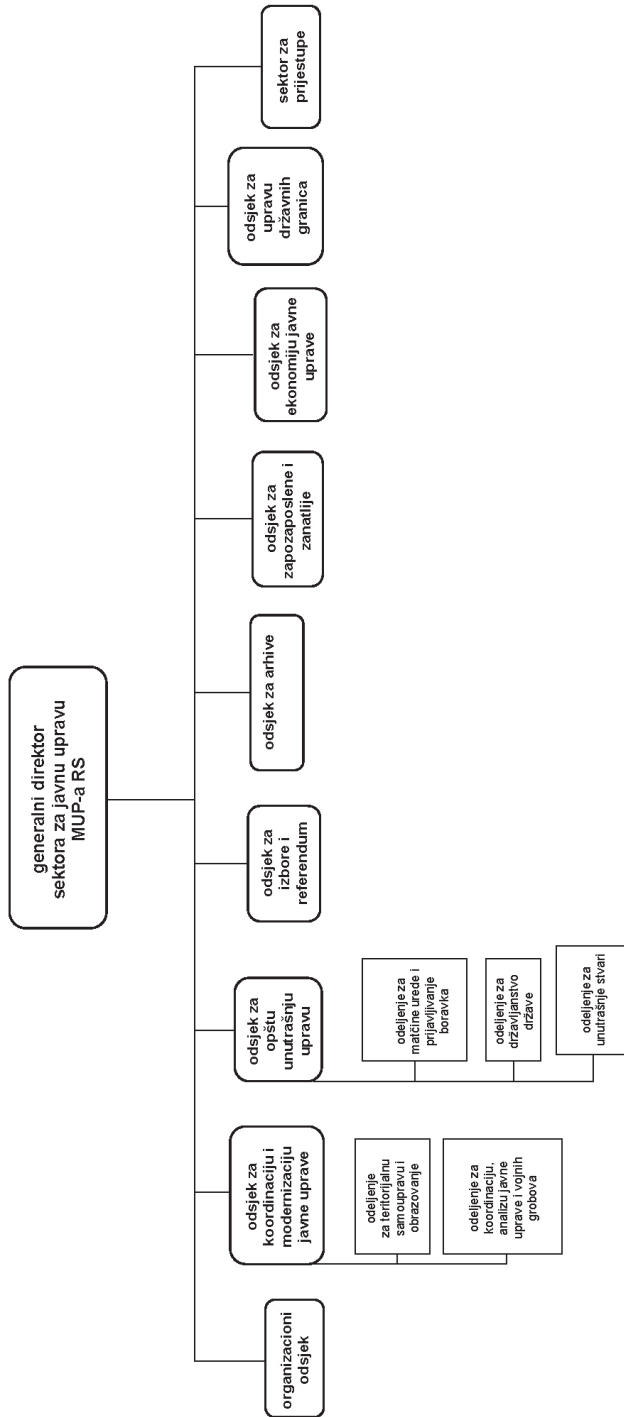 generalni direktor
sektora za javnu upravu
MUP-a RS
organizacioni
odsjek
odsjek za
koordinaciju i
modernizaciju
javne uprave
odeljenje
za teritorijalnu
samoupravu i
obrazovanje
odeljenje za
koordinaciju,
analizu javne
uprave i vojnih
grobova
odsjek za
opštu
unutrašnju
upravu
odeljenje za
matčine urede i
prijavljivanje
boravka
odeljenje za
državljanstvo
države
odeljenje za
unutrašnje stvari
odsjek za
izbore i
referendum
odsjek za arhive
odsjek za
zapozaposlene i
zanatlije
odsjek za
ekonomiju javne
uprave
odsjek za
upravu
državnih
granica
sektor za
prijestupe